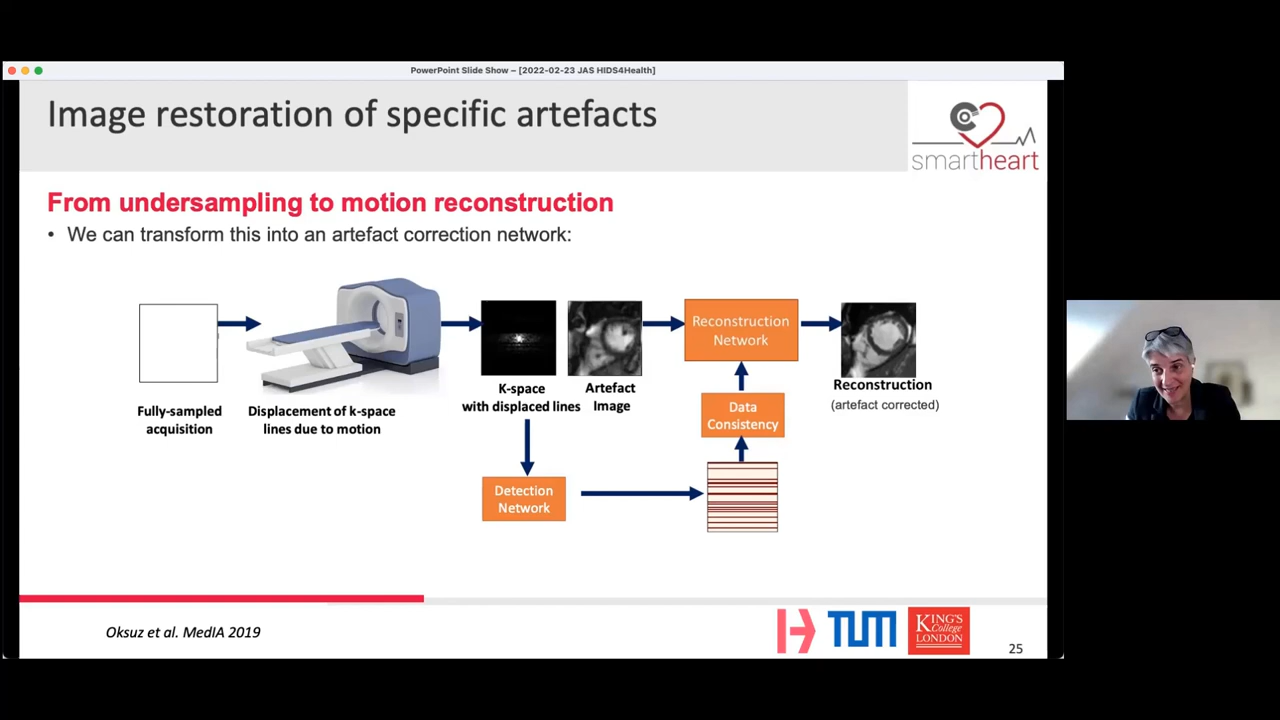 PowerPoint Slide Show – [2022-02-23 JAS HIDS4Health]
Image restoration of specific artefacts
smartheart
From undersampling to motion reconstruction
• We can transform this into an artefact correction network:
Fully-sampled
acquisition
Displacement of k-space
lines due to motion
K-space
with displaced lines
Artefact
Image
Reconstruction
Network
Reconstruction
(artefact corrected)
Data
Consistency
Detection
Network
Oksuz et al. MedIA 2019
TUM
KING'S
College
LONDON
25